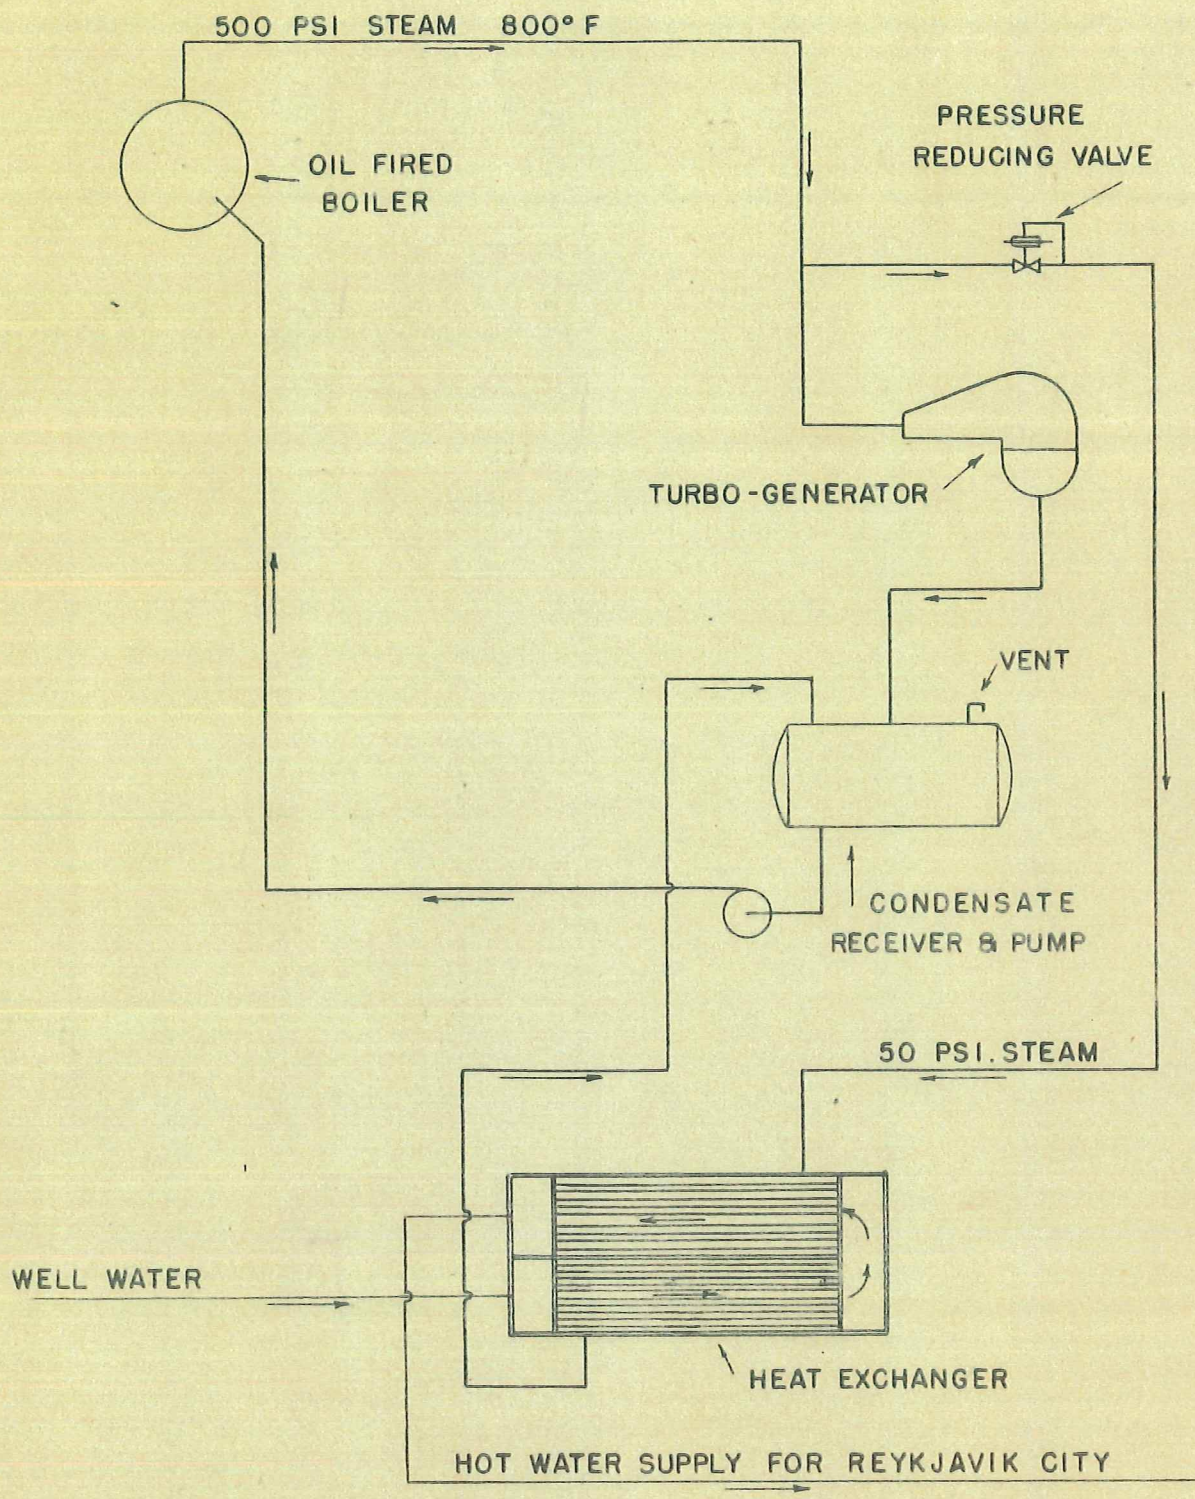 500 PSI STEAM 800° F
PRESSURE
REDUCING VALVE
OIL FIRED
BOILER
TURBO-GENERATOR
VENT
CONDENSATE
RECEIVER & PUMP
50 PSI. STEAM
WELL WATER
HEAT EXCHANGER
HOT WATER SUPPLY FOR REYKJAVIK CITY